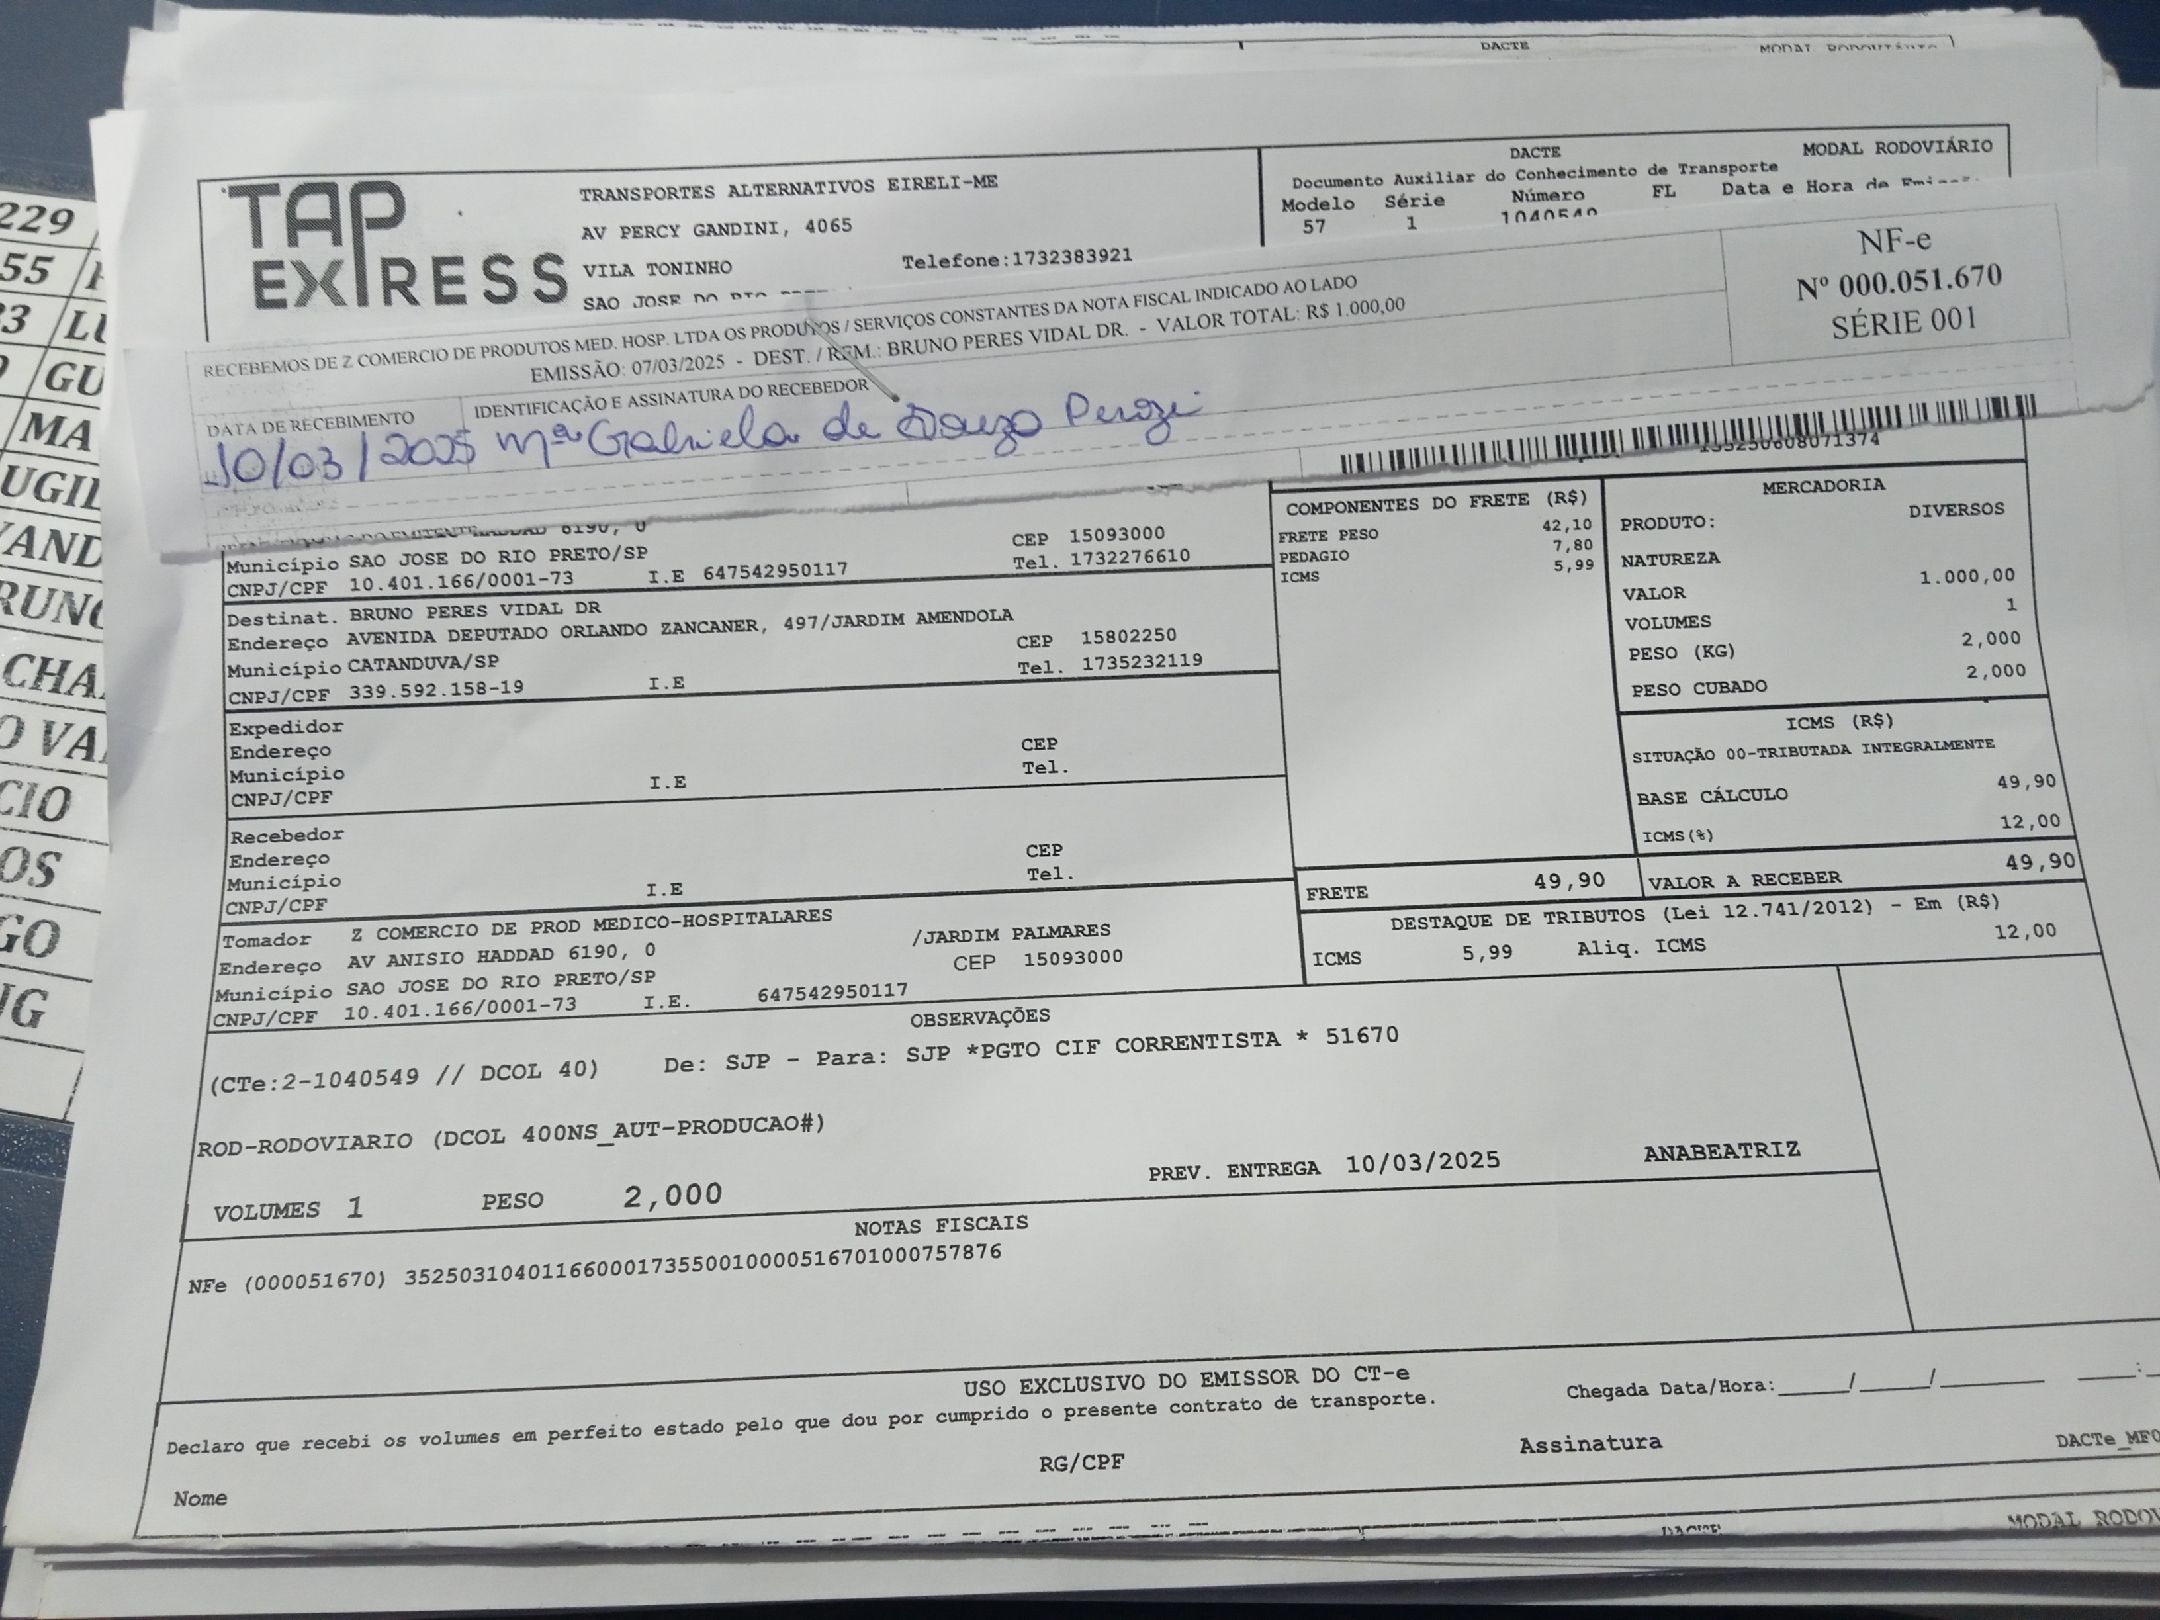 DACTE
229
55
TAP EXPRESS
TRANSPORTES ALTERNATIVOS EIRELI-ME
AV PERCY GANDINI, 4065
VILA TONINHO Telefone:1732383921
SAO JOSE DO
DACTE MODAL RODOVIÁRIO
Documento Auxiliar do Conhecimento de Transporte
Modelo Série Número FL Data e Hora de
57 1 1040549
RECEBEMOS DE Z COMERCIO DE PRODUTOS MED. HOSP. LTDA OS PRODUTOS / SERVIÇOS CONSTANTES DA NOTA FISCAL INDICADO AO LADO
EMISSÃO: 07/03/2025 - DEST. / REM.: BRUNO PERES VIDAL DR. - VALOR TOTAL: R$ 1.000,00
NF-e
Nº 000.051.670
SÉRIE 001
DATA DE RECEBIMENTO IDENTIFICAÇÃO E ASSINATURA DO RECEBEDOR
10/03/2025 Mª Gabriela de Souza Perozi
HADDAD 6190, 0
Município SAO JOSE DO RIO PRETO/SP CEP 15093000
CNPJ/CPF 10.401.166/0001-73 I.E 647542950117 Tel. 1732276610
Destinat. BRUNO PERES VIDAL DR
Endereço AVENIDA DEPUTADO ORLANDO ZANCANER, 497/JARDIM AMENDOLA
Município CATANDUVA/SP CEP 15802250
CNPJ/CPF 339.592.158-19 I.E Tel. 1735232119
Expedidor
Endereço CEP
Município Tel.
CNPJ/CPF I.E
Recebedor
Endereço CEP
Município Tel.
CNPJ/CPF I.E
Tomador Z COMERCIO DE PROD MEDICO-HOSPITALARES
Endereço AV ANISIO HADDAD 6190, 0 /JARDIM PALMARES
Município SAO JOSE DO RIO PRETO/SP CEP 15093000
CNPJ/CPF 10.401.166/0001-73 I.E. 647542950117
COMPONENTES DO FRETE (R$)
FRETE PESO 42,10
PEDAGIO 7,80
ICMS 5,99
MERCADORIA
PRODUTO: DIVERSOS
NATUREZA
VALOR 1.000,00
VOLUMES 1
PESO (KG) 2,000
PESO CUBADO 2,000
ICMS (R$)
SITUAÇÃO 00-TRIBUTADA INTEGRALMENTE
BASE CÁLCULO 49,90
ICMS(%) 12,00
FRETE 49,90 VALOR A RECEBER 49,90
DESTAQUE DE TRIBUTOS (Lei 12.741/2012) - Em (R$)
ICMS 5,99 Aliq. ICMS 12,00
OBSERVAÇÕES
(CTe:2-1040549 // DCOL 40) De: SJP - Para: SJP *PGTO CIF CORRENTISTA * 51670
ROD-RODOVIARIO (DCOL 400NS_AUT-PRODUCAO#)
VOLUMES 1 PESO 2,000 PREV. ENTREGA 10/03/2025 ANABEATRIZ
NOTAS FISCAIS
NFe (000051670) 35250310401166000173550010000516701000757876
USO EXCLUSIVO DO EMISSOR DO CT-e
Declaro que recebi os volumes em perfeito estado pelo que dou por cumprido o presente contrato de transporte. Chegada Data/Hora:
Nome RG/CPF Assinatura